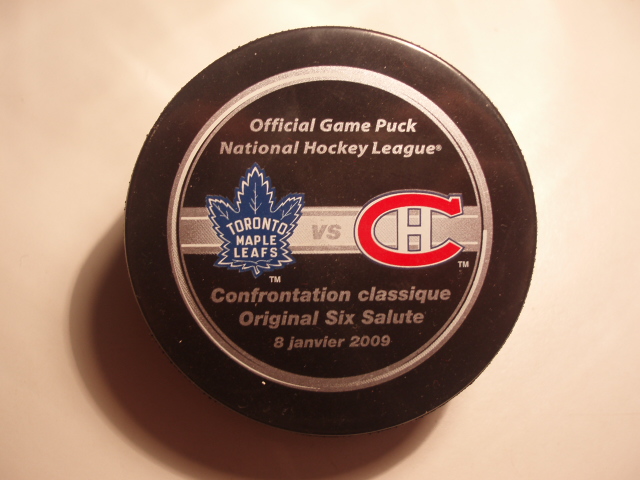 Official Game Puck
National Hockey League®
TORONTO
MAPLE
LEAFS
TM
VS
CH
TM
Confrontation classique
Original Six Salute
8 janvier 2009